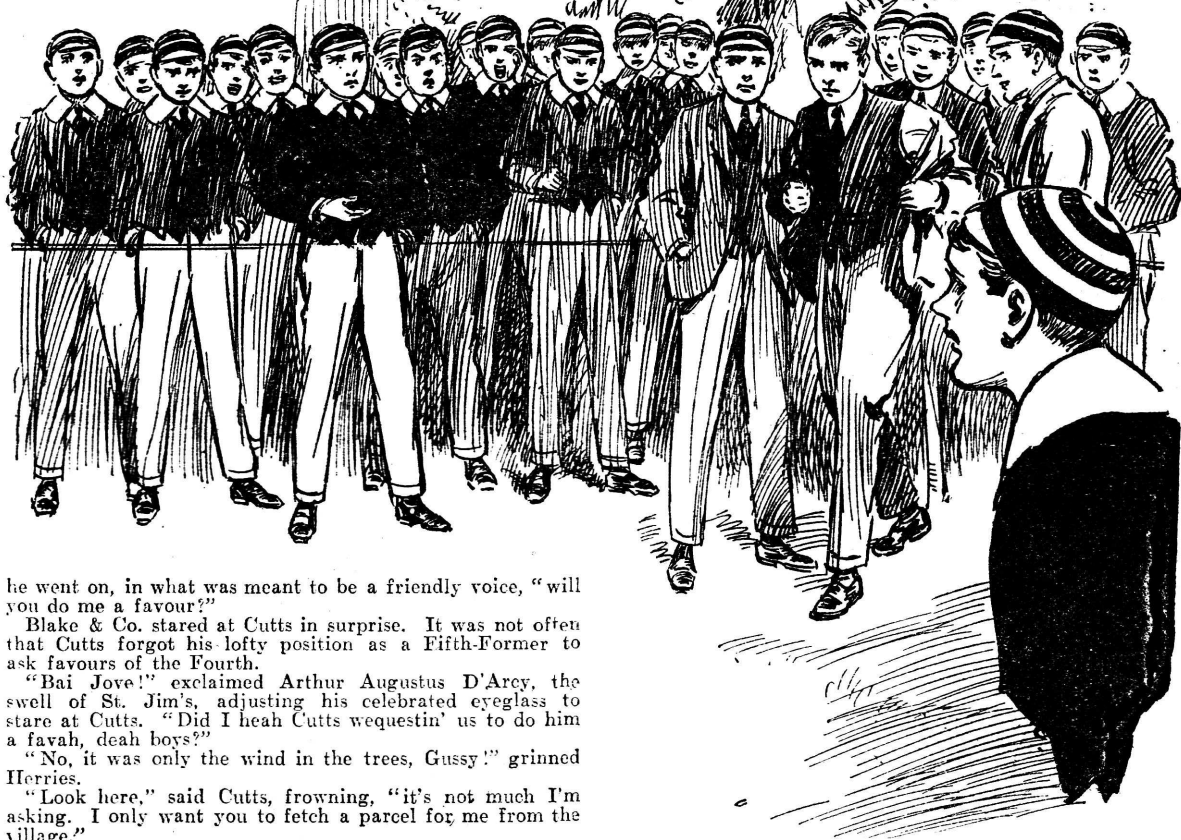 he went on, in what was meant to be a friendly voice, "will
you do me a favour?"
Blake & Co. stared at Cutts in surprise. It was not often
that Cutts forgot his lofty position as a Fifth-Former to
ask favours of the Fourth.
"Bai Jove!" exclaimed Arthur Augustus D'Arcy, the
swell of St. Jim's, adjusting his celebrated eyeglass to
stare at Cutts. "Did I heah Cutts wequestin' us to do him
a favah, deah boys?"
"No, it was only the wind in the trees, Gussy!" grinned
Herries.
"Look here," said Cutts, frowning, "it's not much I'm
asking. I only want you to fetch a parcel for me from the
village."